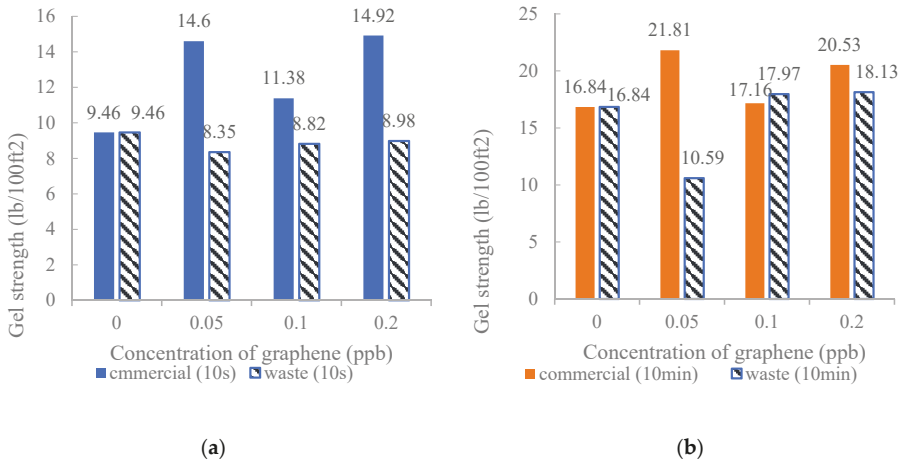 16
14
12
10
8
6
4
2
0
Gel strength (lb/100ft2)
9.46 9.46
14.6
8.35
11.38
8.82
14.92
8.98
0 0.05 0.1 0.2
Concentration of graphene (ppb)
cmmercial (10s) waste (10s)
(a)
25
20
15
10
5
0
Gel strength (lb/100ft2)
16.84 16.84
21.81
10.59
17.16
17.97
20.53
18.13
0 0.05 0.1 0.2
Concentration of graphene (ppb)
commercial (10min) waste (10min)
(b)